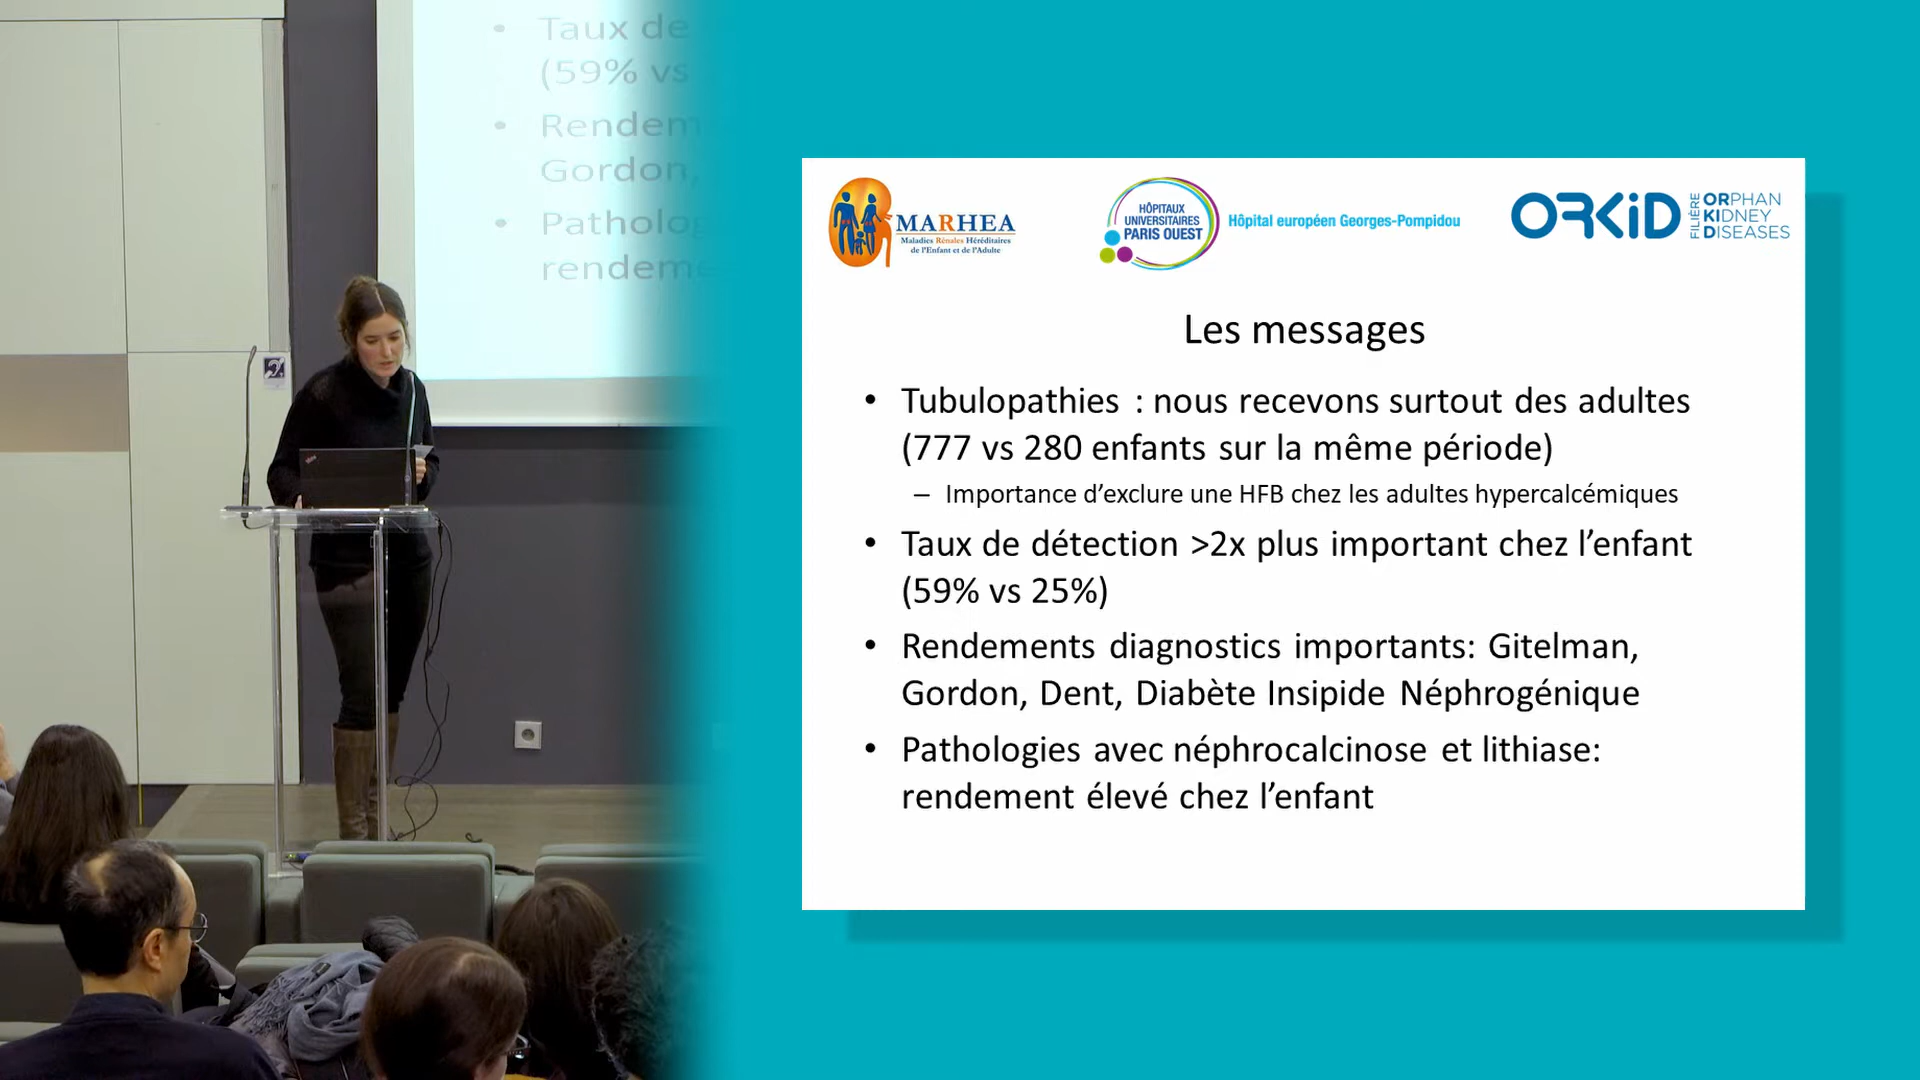 Taux de
(59% vs
Rendem
Gordon,
Patholog
rendeme
MARHEA
Maladies Rénales Héréditaires
de l'Enfant et de l'Adulte
HÔPITAUX
UNIVERSITAIRES
PARIS OUEST
Hôpital européen Georges-Pompidou
ORKiD
FILIÈRE
ORPHAN
KIDNEY
DISEASES
Les messages
• Tubulopathies : nous recevons surtout des adultes
(777 vs 280 enfants sur la même période)
– Importance d’exclure une HFB chez les adultes hypercalcémiques
• Taux de détection >2x plus important chez l’enfant
(59% vs 25%)
• Rendements diagnostics importants: Gitelman,
Gordon, Dent, Diabète Insipide Néphrogénique
• Pathologies avec néphrocalcinose et lithiase:
rendement élevé chez l’enfant